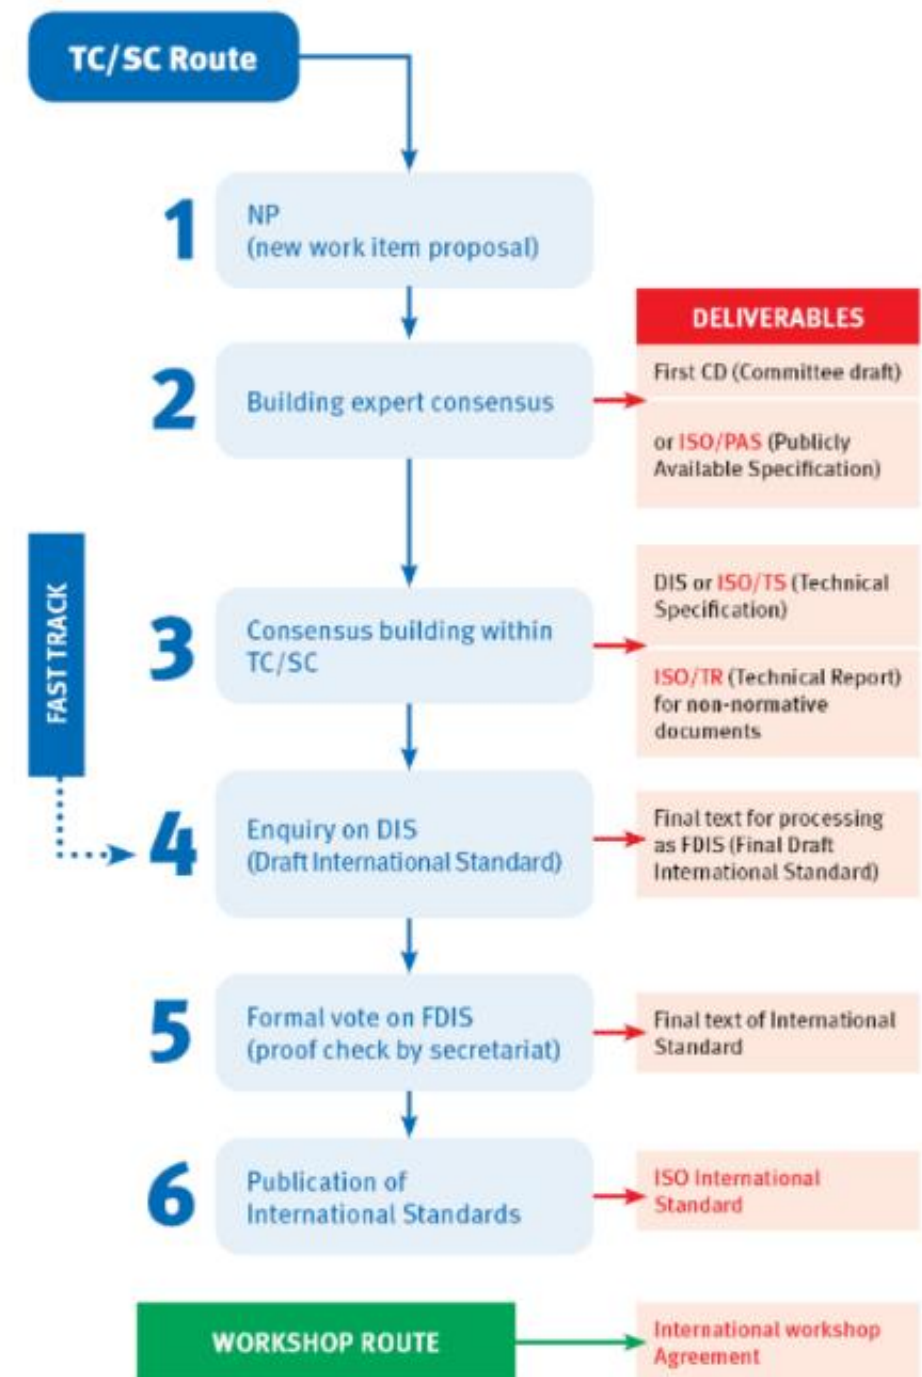 TC/SC Route
1
NP
(new work item proposal)
DELIVERABLES
2
Building expert consensus
First CD (Committee draft)
or ISO/PAS (Publicly
Available Specification)
FAST TRACK
3
Consensus building within
TC/SC
DIS or ISO/TS (Technical
Specification)
ISO/TR (Technical Report)
for non-normative
documents
4
Enquiry on DIS
(Draft International Standard)
Final text for processing
as FDIS (Final Draft
International Standard)
5
Formal vote on FDIS
(proof check by secretariat)
Final text of International
Standard
6
Publication of
International Standards
ISO International
Standard
WORKSHOP ROUTE
International workshop
Agreement